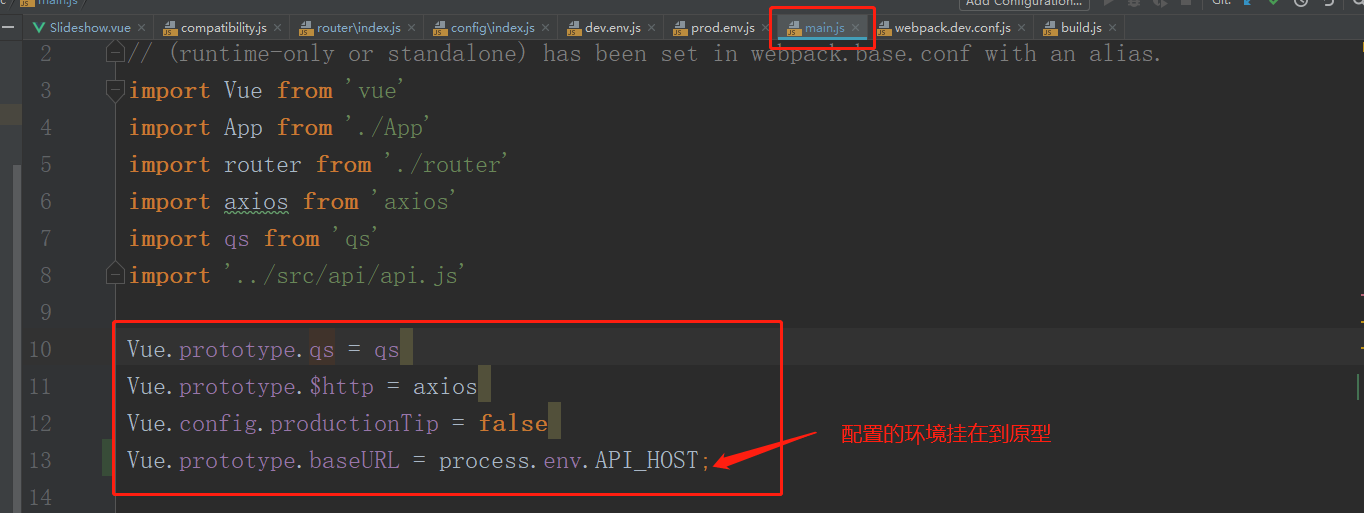 main.js
Add Configuration...
Git:
Slideshow.vue
compatibility.js
router\index.js
config\index.js
dev.env.js
prod.env.js
main.js
webpack.dev.conf.js
build.js
2 // (runtime-only or standalone) has been set in webpack.base.conf with an alias.
3 import Vue from 'vue'
4 import App from './App'
5 import router from './router'
6 import axios from 'axios'
7 import qs from 'qs'
8 import '../src/api/api.js'
9
10 Vue.prototype.qs = qs
11 Vue.prototype.$http = axios
12 Vue.config.productionTip = false
13 Vue.prototype.baseURL = process.env.API_HOST;
配置的环境挂在到原型
14